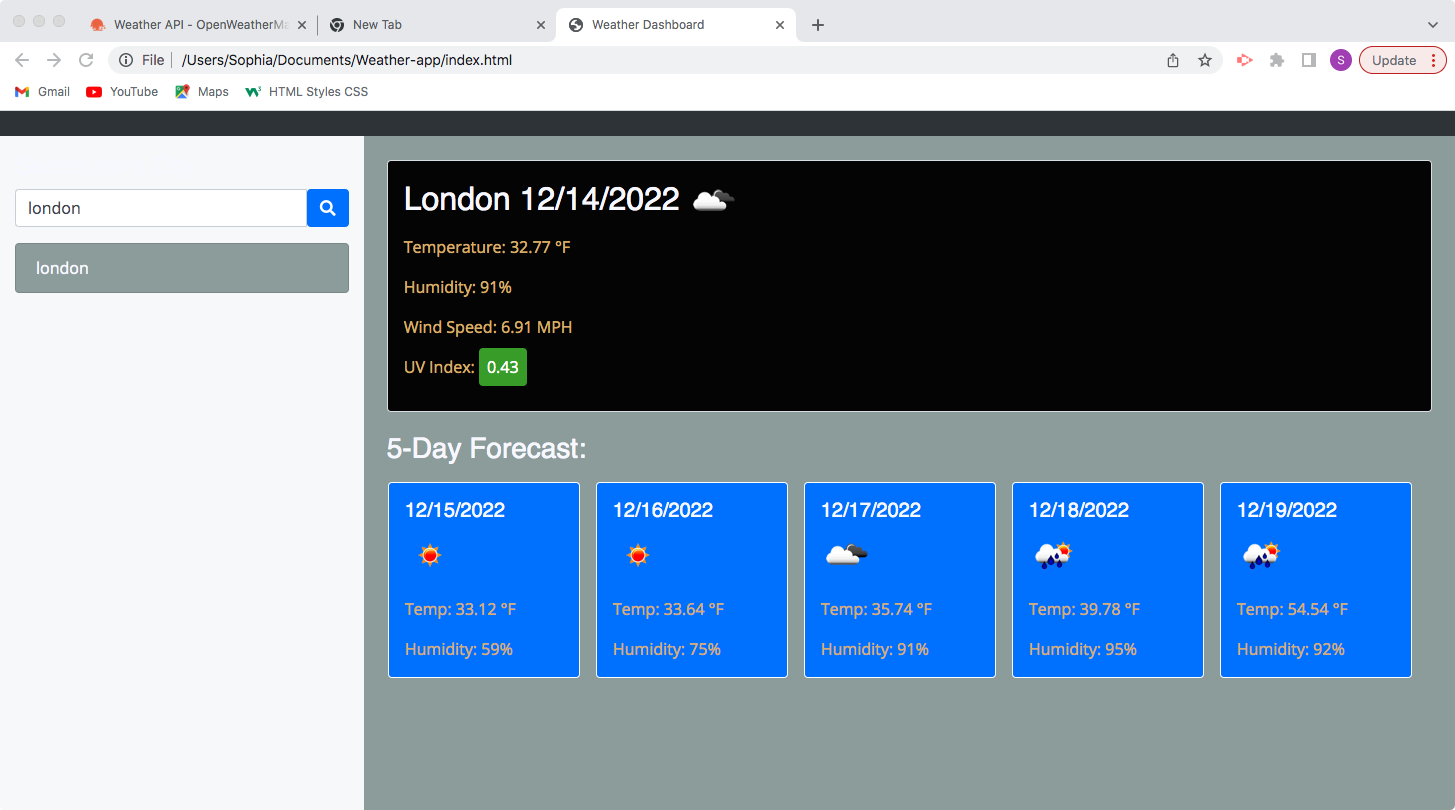 Weather API - OpenWeatherMa
New Tab
Weather Dashboard
File /Users/Sophia/Documents/Weather-app/index.html
S
Update
Gmail YouTube Maps HTML Styles CSS
london
london
London 12/14/2022
Temperature: 32.77 °F
Humidity: 91%
Wind Speed: 6.91 MPH
UV Index: 0.43
5-Day Forecast:
12/15/2022
Temp: 33.12 °F
Humidity: 59%
12/16/2022
Temp: 33.64 °F
Humidity: 75%
12/17/2022
Temp: 35.74 °F
Humidity: 91%
12/18/2022
Temp: 39.78 °F
Humidity: 95%
12/19/2022
Temp: 54.54 °F
Humidity: 92%